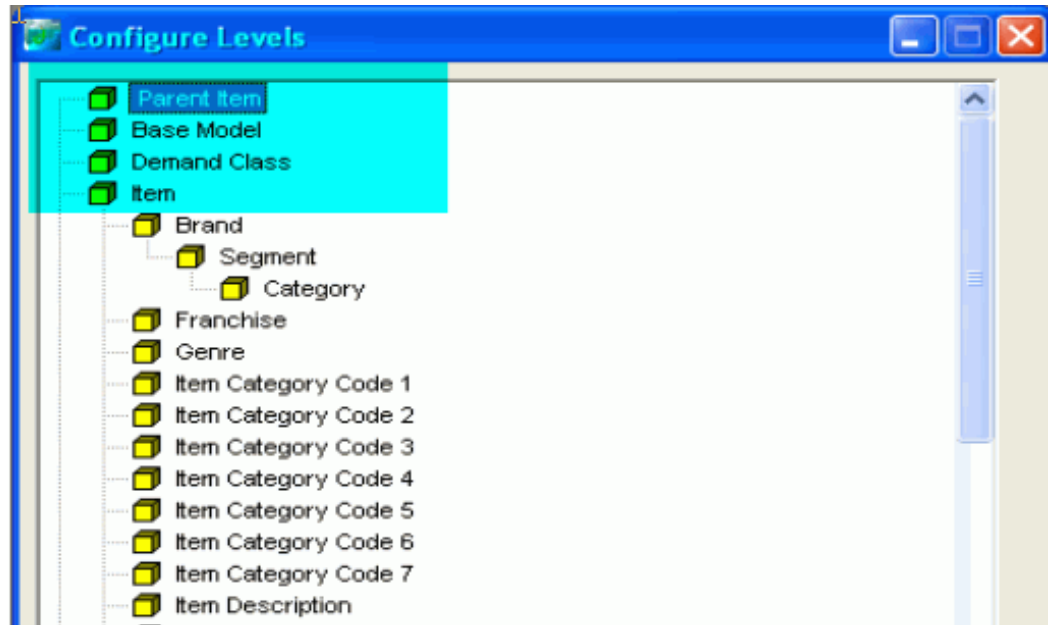 1.
Configure Levels
Parent Item
Base Model
Demand Class
Item
Brand
Segment
Category
Franchise
Genre
Item Category Code 1
Item Category Code 2
Item Category Code 3
Item Category Code 4
Item Category Code 5
Item Category Code 6
Item Category Code 7
Item Description